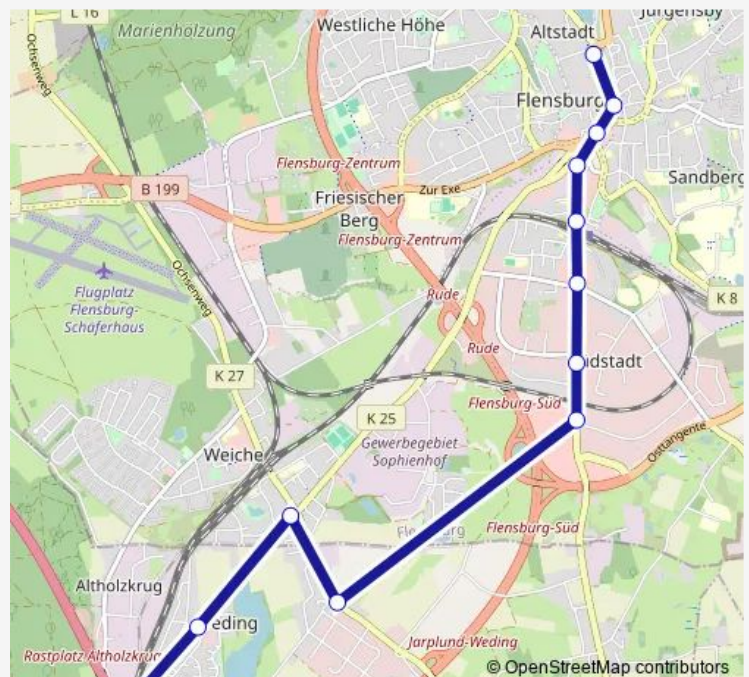 L 16
Marienhölzung
Westliche Höhe
Altstadt
Jürgensby
Ochsenweg
Flensburg
Flensburg-Zentrum
Sandberg
B 199
Zur Exe
Friesischer
Berg
Flensburg-Zentrum
Ochsenweg
Flugplatz
Flensburg-
Schäferhaus
Rude
K 8
Rude
udstadt
K 27
Flensburg-Süd
K 25
Gewerbegebiet
Sophienhof
Weiche
Osttangente
Flensburg
Flensburg-Süd
Altholzkrug
eding
Jarplund-Weding
Rastplatz Altholzkrug
© OpenStreetMap contributors